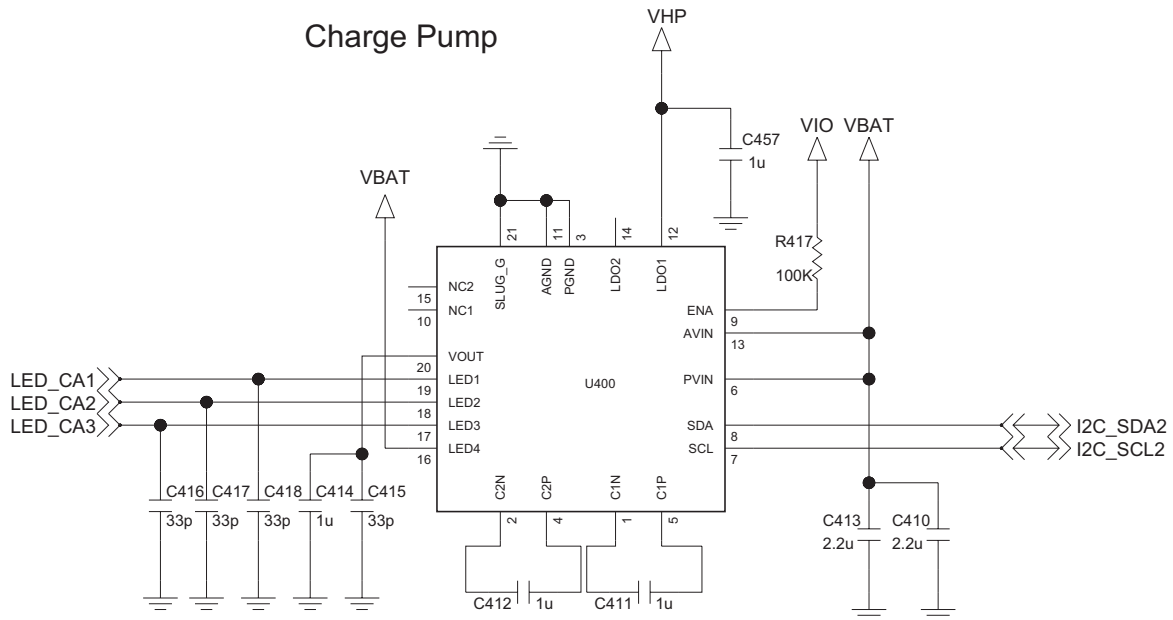 Charge Pump
VHP
C457
1u
VIO
VBAT
VBAT
R417
100K
21
11
3
14
12
SLUG_G
AGND
PGND
LDO2
LDO1
NC2
15
NC1
10
ENA
9
AVIN
13
VOUT
20
LED_CA1
LED1
19
LED_CA2
LED2
18
LED_CA3
LED3
17
LED4
16
U400
PVIN
6
SDA
8
I2C_SDA2
SCL
7
I2C_SCL2
C2N
C2P
C1N
C1P
2
4
1
5
C416
33p
C417
33p
C418
33p
C414
1u
C415
33p
C413
2.2u
C410
2.2u
C412
1u
C411
1u